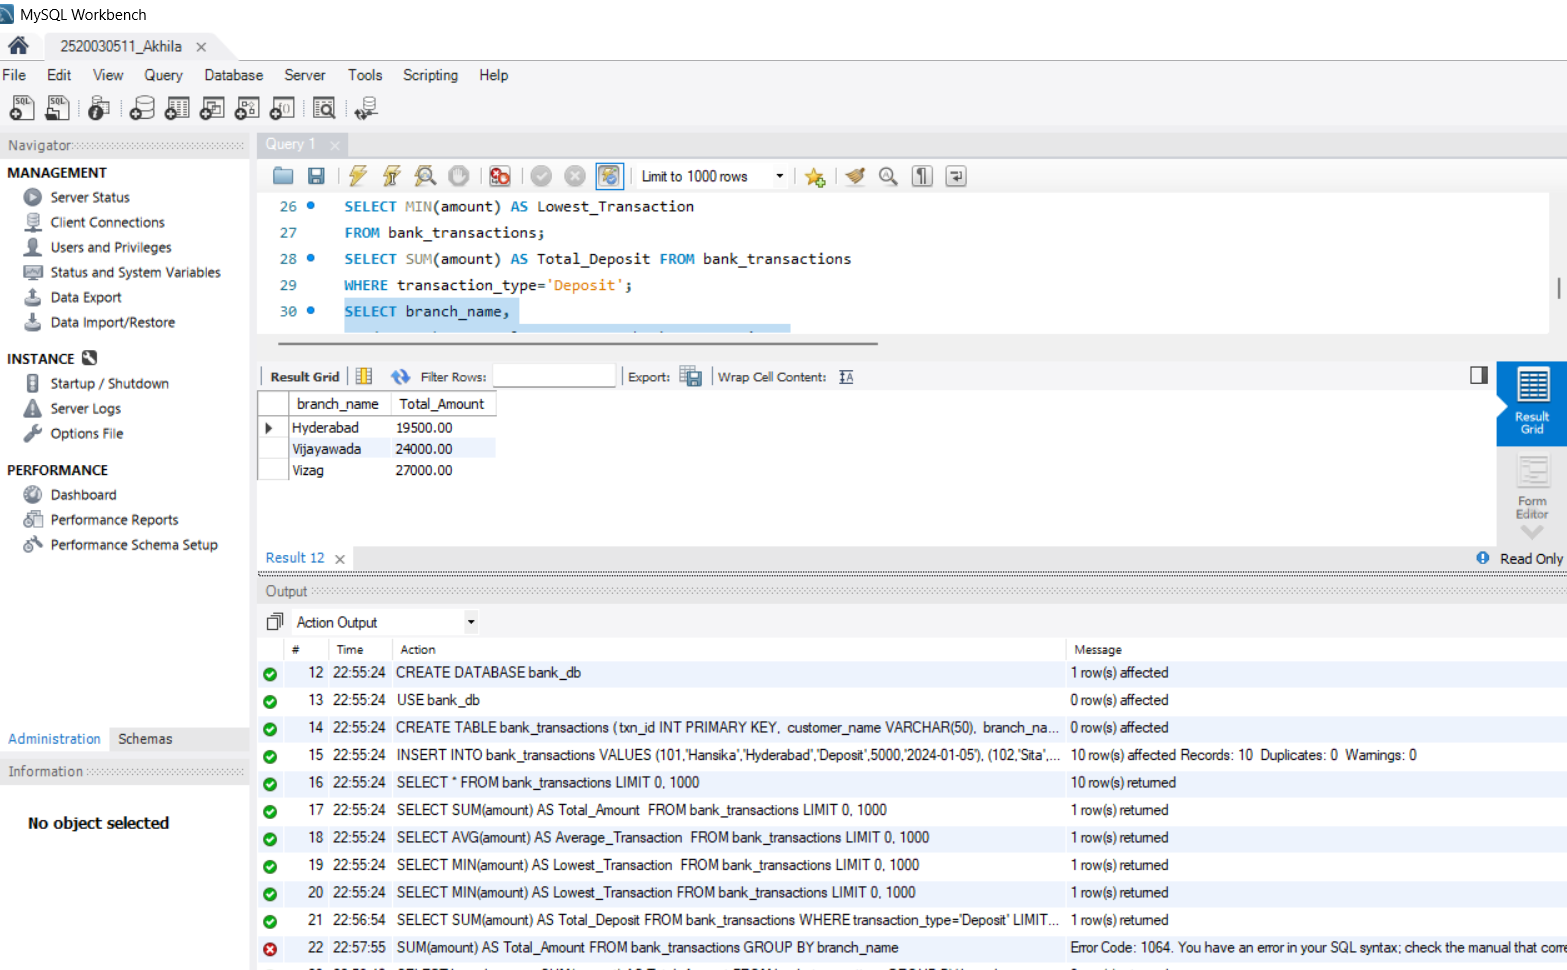 MySQL Workbench
2520030511_Akhila
File Edit View Query Database Server Tools Scripting Help
Navigator
MANAGEMENT
Server Status
Client Connections
Users and Privileges
Status and System Variables
Data Export
Data Import/Restore
INSTANCE
Startup / Shutdown
Server Logs
Options File
PERFORMANCE
Dashboard
Performance Reports
Performance Schema Setup
Administration Schemas
Information
No object selected
Query 1
Limit to 1000 rows
26 SELECT MIN(amount) AS Lowest_Transaction
27 FROM bank_transactions;
28 SELECT SUM(amount) AS Total_Deposit FROM bank_transactions
29 WHERE transaction_type='Deposit';
30 SELECT branch_name,
Result Grid Filter Rows: Export: Wrap Cell Content:
branch_name Total_Amount
Hyderabad 19500.00
Vijayawada 24000.00
Vizag 27000.00
Result Grid
Form Editor
Result 12
Read Only
Output
Action Output
# Time Action Message
12 22:55:24 CREATE DATABASE bank_db 1 row(s) affected
13 22:55:24 USE bank_db 0 row(s) affected
14 22:55:24 CREATE TABLE bank_transactions ( txn_id INT PRIMARY KEY, customer_name VARCHAR(50), branch_na... 0 row(s) affected
15 22:55:24 INSERT INTO bank_transactions VALUES (101,'Hansika','Hyderabad','Deposit',5000,'2024-01-05'), (102,'Sita',... 10 row(s) affected Records: 10 Duplicates: 0 Warnings: 0
16 22:55:24 SELECT * FROM bank_transactions LIMIT 0, 1000 10 row(s) returned
17 22:55:24 SELECT SUM(amount) AS Total_Amount FROM bank_transactions LIMIT 0, 1000 1 row(s) returned
18 22:55:24 SELECT AVG(amount) AS Average_Transaction FROM bank_transactions LIMIT 0, 1000 1 row(s) returned
19 22:55:24 SELECT MIN(amount) AS Lowest_Transaction FROM bank_transactions LIMIT 0, 1000 1 row(s) returned
20 22:55:24 SELECT MIN(amount) AS Lowest_Transaction FROM bank_transactions LIMIT 0, 1000 1 row(s) returned
21 22:56:54 SELECT SUM(amount) AS Total_Deposit FROM bank_transactions WHERE transaction_type='Deposit' LIMIT... 1 row(s) returned
22 22:57:55 SUM(amount) AS Total_Amount FROM bank_transactions GROUP BY branch_name Error Code: 1064. You have an error in your SQL syntax; check the manual that corre